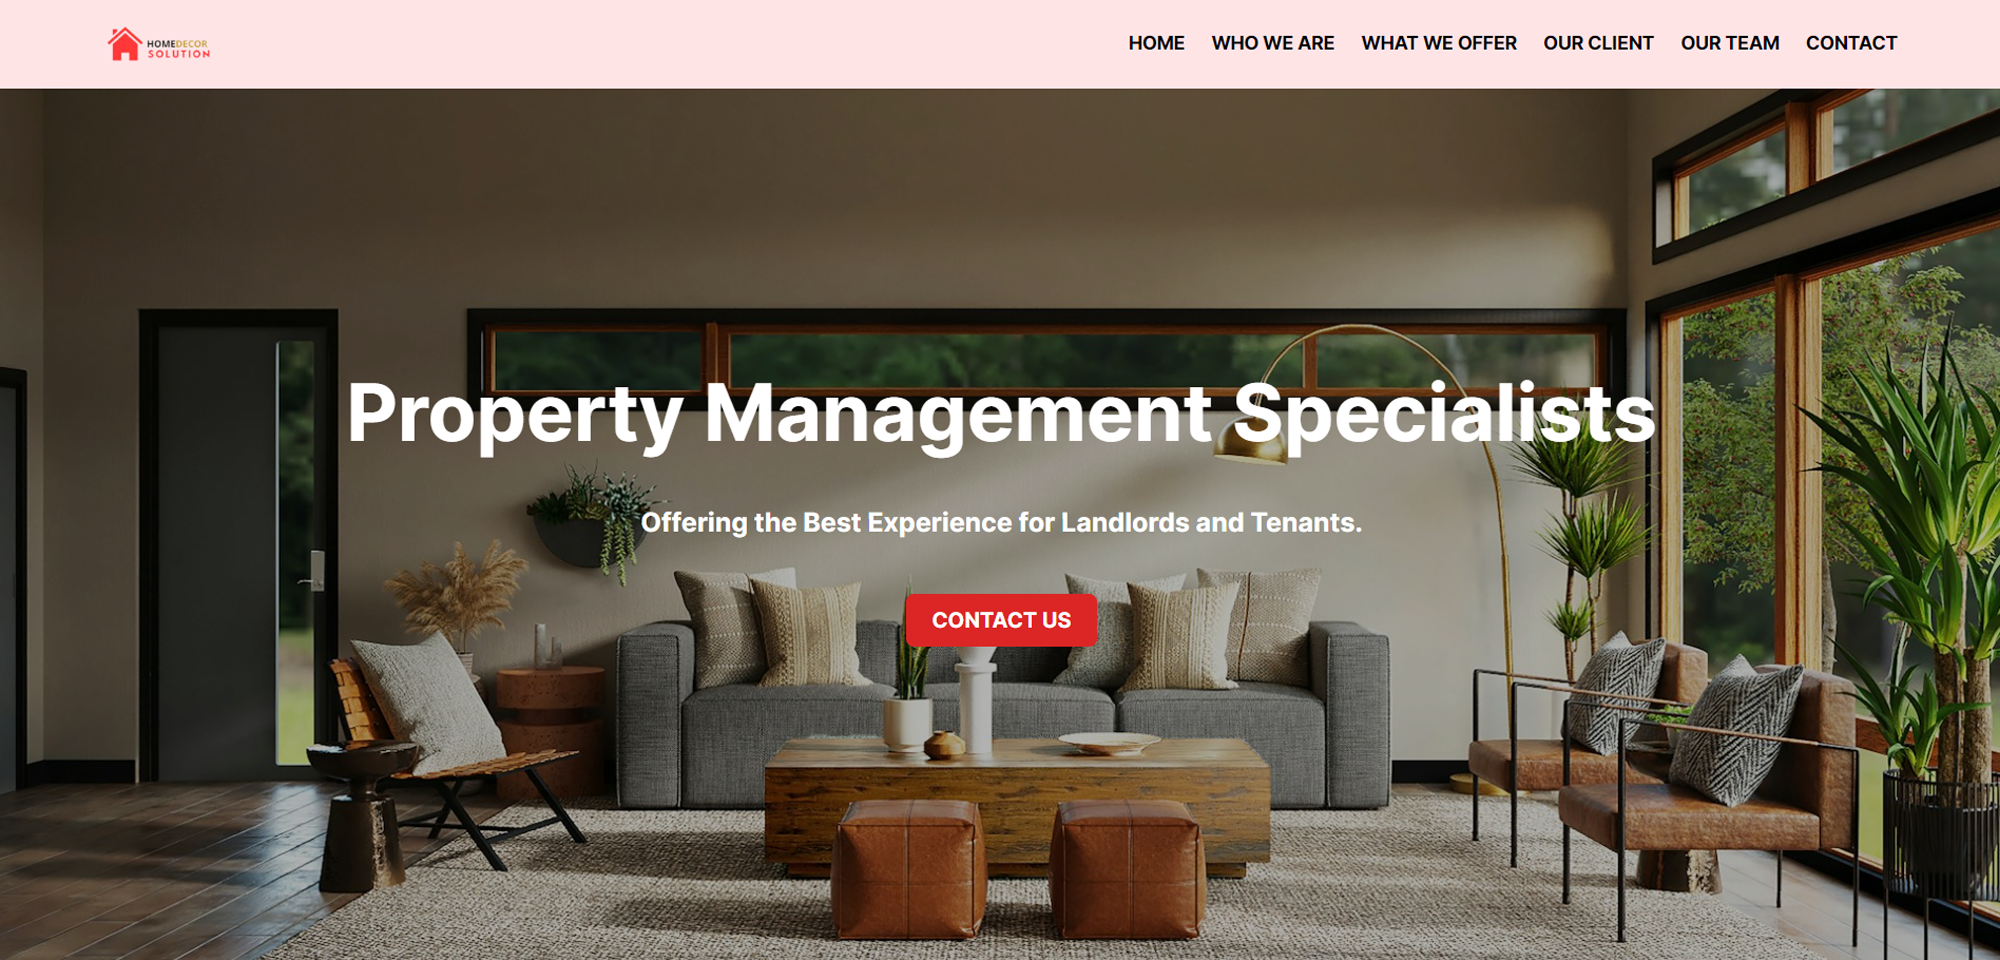 HOMEDECOR
SOLUTION
HOME WHO WE ARE WHAT WE OFFER OUR CLIENT OUR TEAM CONTACT
Property Management Specialists
Offering the Best Experience for Landlords and Tenants.
CONTACT US